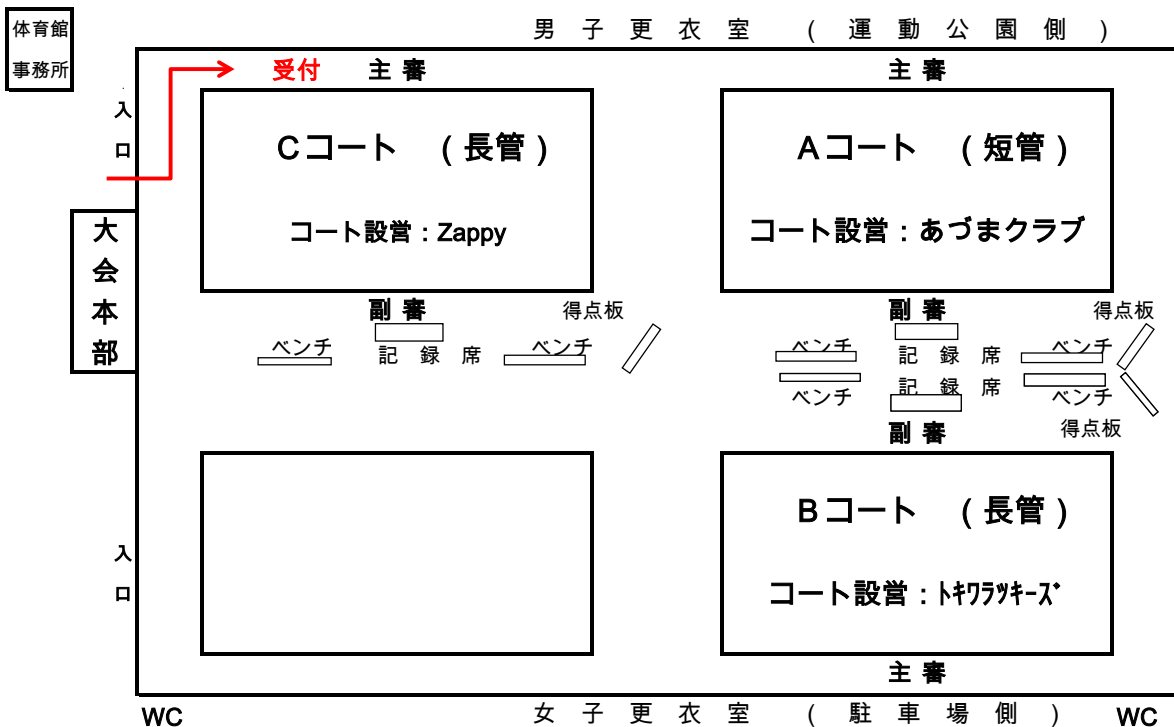 体育館
事務所
男子更衣室 (運動公園側)
受付
主審
主審
入
口
Cコート (長管)
Aコート (短管)
コート設営：Zappy
コート設営：あづまクラブ
大
会
本
部
副審
得点板
副審
得点板
ベンチ
記録席
ベンチ
ベンチ
記録席
ベンチ
ベンチ
記録席
ベンチ
副審
得点板
Bコート (長管)
入
口
コート設営：ﾄｷﾜﾗｯｷｰｽﾞ
主審
WC
女子更衣室 (駐車場側)
WC